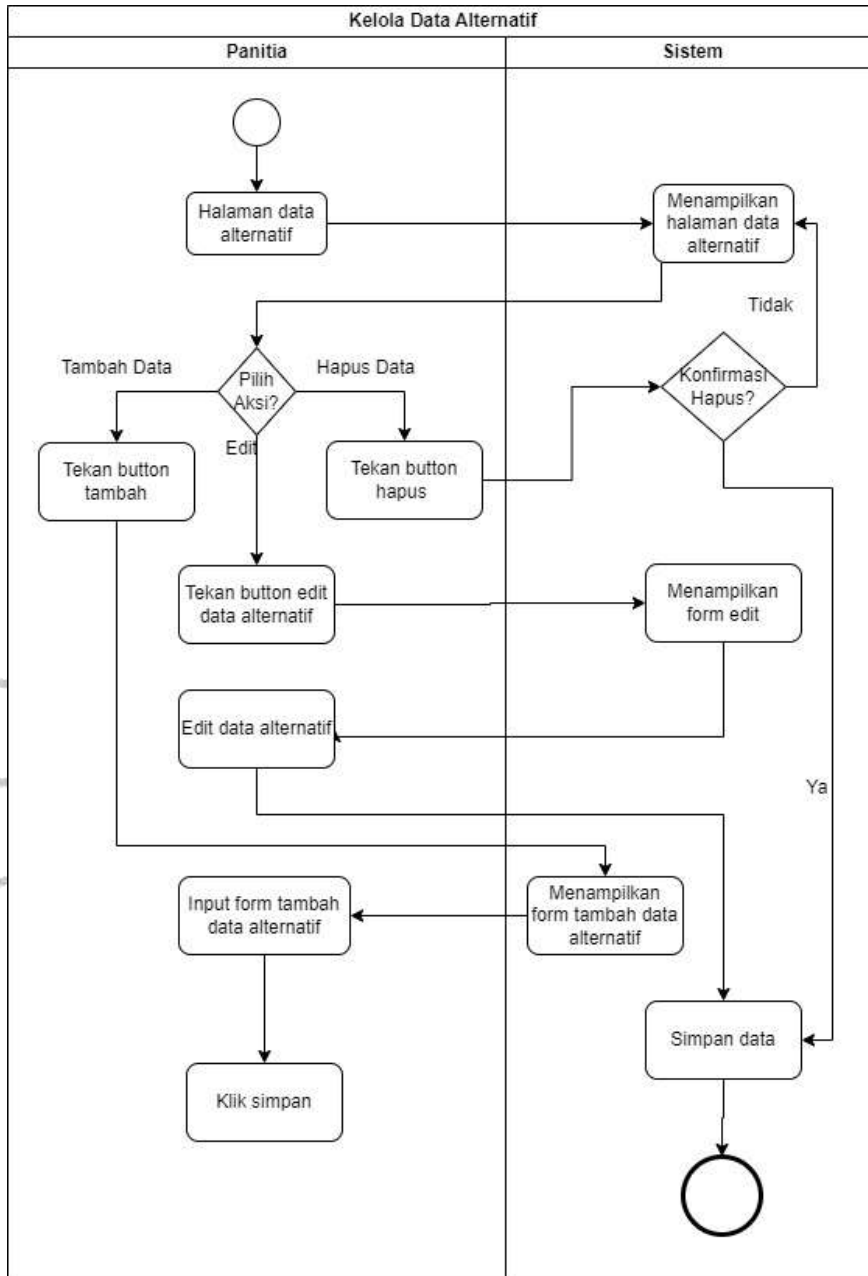 Kelola Data Alternatif
Panitia
Sistem
Halaman data
alternatif
Menampilkan
halaman data
alternatif
Tidak
Tambah Data
Hapus Data
Pilih
Aksi?
Konfirmasi
Hapus?
Edit
Tekan button
tambah
Tekan button
hapus
Tekan button edit
data alternatif
Menampilkan
form edit
Edit data alternatif
Ya
Input form tambah
data alternatif
Menampilkan
form tambah data
alternatif
Simpan data
Klik simpan